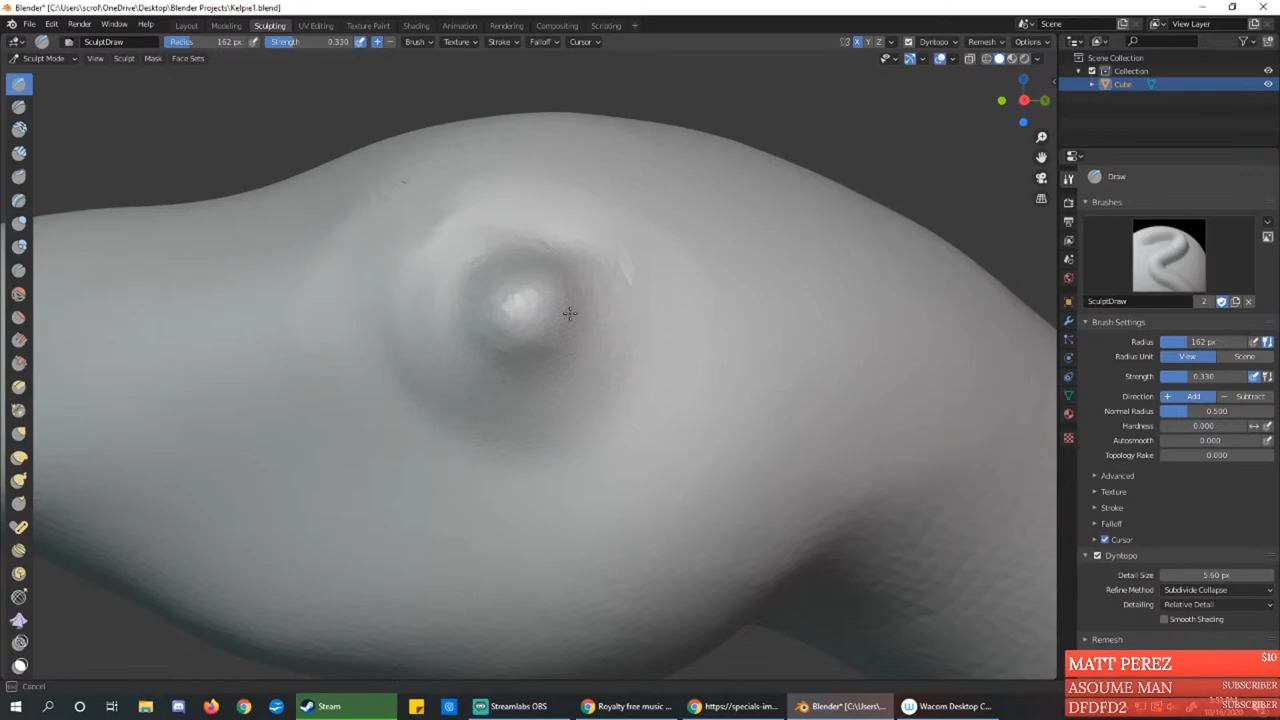 Blender* [C:\Users\scrof\OneDrive\Desktop\Blender Projects\Kelpie1.blend]
File Edit Render Window Help Layout Modeling Sculpting UV Editing Texture Paint Shading Animation Rendering Compositing Scripting + Scene View Layer
SculptDraw Radius 162 px Strength 0.330 + − Brush Texture Stroke Falloff Cursor X Y Z Dyntopo Remesh Options
Sculpt Mode View Sculpt Mask Face Sets
Scene Collection
Collection
Cube
Draw
Brushes
SculptDraw 2
Brush Settings
Radius 162 px
Radius Unit View Scene
Strength 0.330
Direction + Add − Subtract
Normal Radius 0.500
Hardness 0.000
Autosmooth 0.000
Topology Rake 0.000
Advanced
Texture
Stroke
Falloff
Cursor
Dyntopo
Detail Size 5.60 px
Refine Method Subdivide Collapse
Detailing Relative Detail
Smooth Shading
Remesh
MATT PEREZ $10
ASOUME MAN SUBSCRIBER
DFDFD2 SUBSCRIBER
Cancel
Steam Streamlabs OBS Royalty free music ... https://specials-im... Blender* [C:\Users\... Wacom Desktop C...